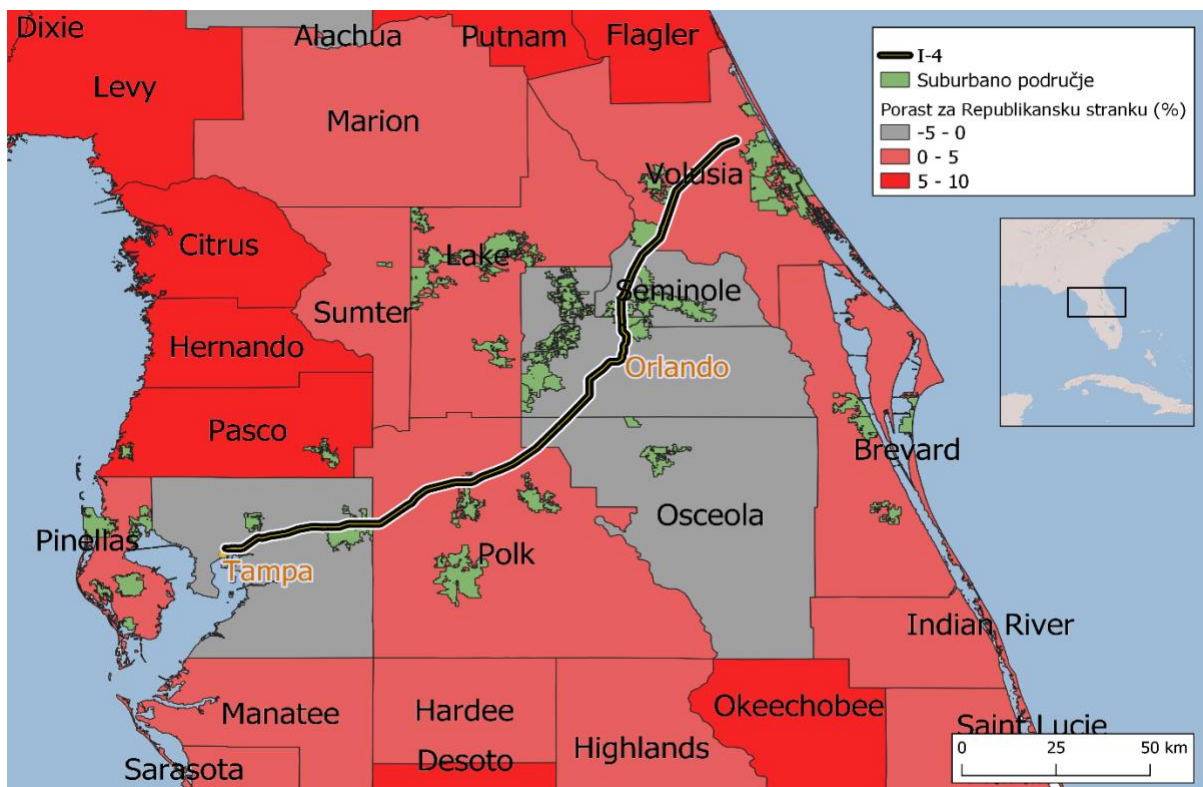 Dixie
Alachua
Putnam
Flagler
Levy
Marion
Volusia
Citrus
Lake
Seminole
Sumter
Hernando
Orlando
Pasco
Brevard
Osceola
Pinellas
Polk
Tampa
Indian River
Manatee
Hardee
Okeechobee
Saint Lucie
Highlands
Desoto
Sarasota
I-4
Suburbano područje
Porast za Republikansku stranku (%)
-5 - 0
0 - 5
5 - 10
0 25 50 km